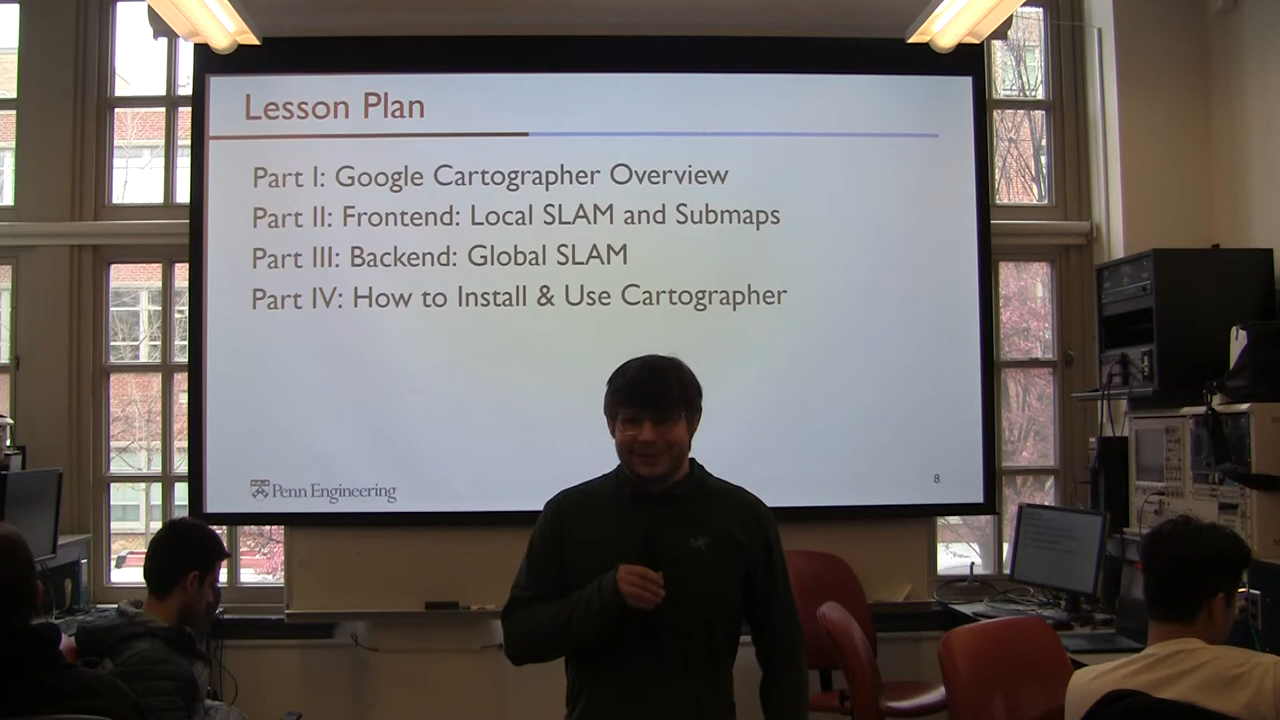 Lesson Plan
Part I: Google Cartographer Overview
Part II: Frontend: Local SLAM and Submaps
Part III: Backend: Global SLAM
Part IV: How to Install & Use Cartographer
Penn Engineering
8